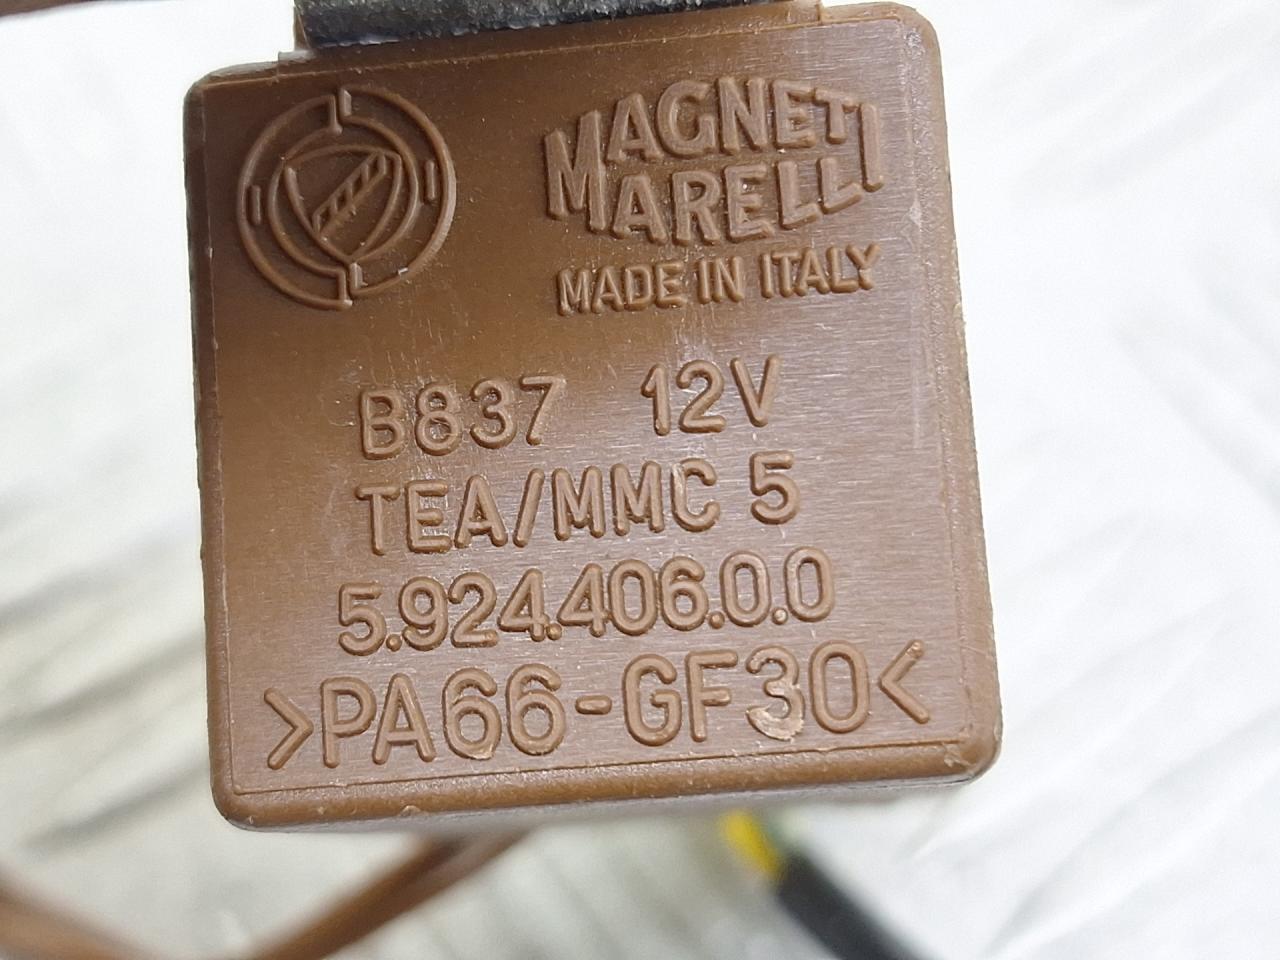 MAGNETI
MARELLI
MADE IN ITALY
B837 12V
TEA/MMC 5
5.924.406.0.0
>PA66-GF30<